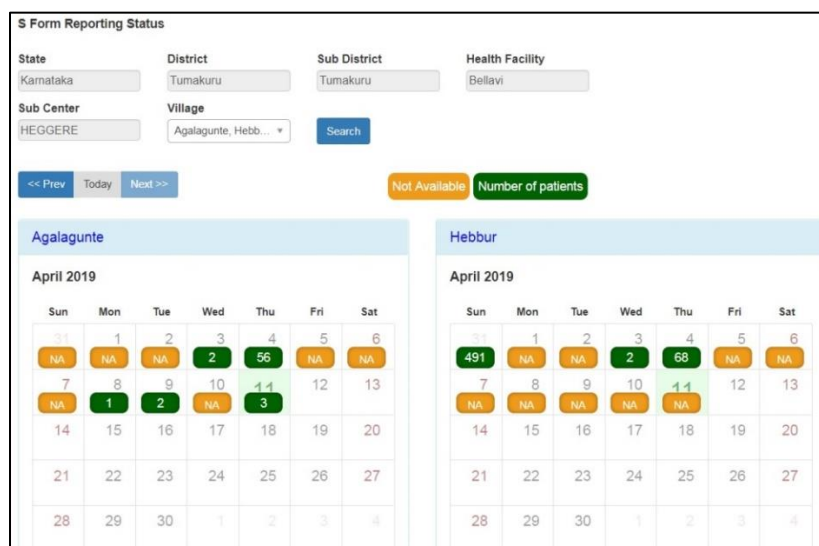 S Form Reporting Status
State District Sub District Health Facility
Karnataka Tumakuru Tumakuru Bellavi
Sub Center Village
HEGGERE Agalagunte, Hebb... Search
<< Prev Today Next >> Not Available Number of patients
Agalagunte
April 2019
Sun Mon Tue Wed Thu Fri Sat
31 1 2 3 4 5 6
NA NA NA 2 56 NA NA
7 8 9 10 11 12 13
NA 1 2 NA 3
14 15 16 17 18 19 20
21 22 23 24 25 26 27
28 29 30 1 2 3 4
Hebbur
April 2019
Sun Mon Tue Wed Thu Fri Sat
31 1 2 3 4 5 6
491 NA NA 2 68 NA NA
7 8 9 10 11 12 13
NA NA NA NA NA
14 15 16 17 18 19 20
21 22 23 24 25 26 27
28 29 30 1 2 3 4